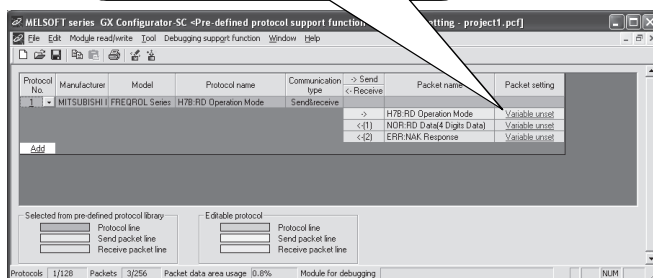 MELSOFT series GX Configurator-SC <Pre-defined protocol support func etting - project1.pcf]
File Edit Module read/write Tool Debugging support function Window Help
Protocol No. Manufacturer Model Protocol name Communication type -> Send <- Receive Packet name Packet setting
1 MITSUBISHI FREQROL Series H7B:RD Operation Mode Send&receive
-> H7B:RD Operation Mode Variable unset
<-(1) NOR:RD Data(4 Digits Data) Variable unset
<-(2) ERR:NAK Response Variable unset
Add
Selected from pre-defined protocol library
Protocol line
Send packet line
Receive packet line
Editable protocol
Protocol line
Send packet line
Receive packet line
Protocols 1/128 Packets 3/256 Packet data area usage 0.8% Module for debugging NUM